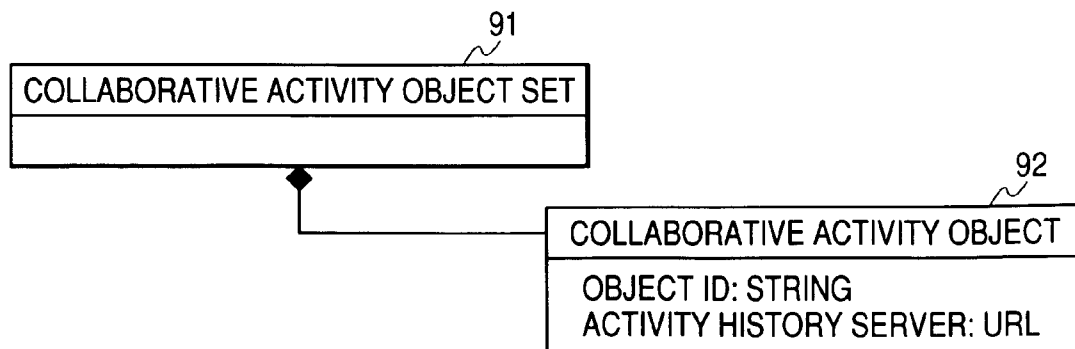 91
COLLABORATIVE ACTIVITY OBJECT SET
92
COLLABORATIVE ACTIVITY OBJECT
OBJECT ID: STRING
ACTIVITY HISTORY SERVER: URL